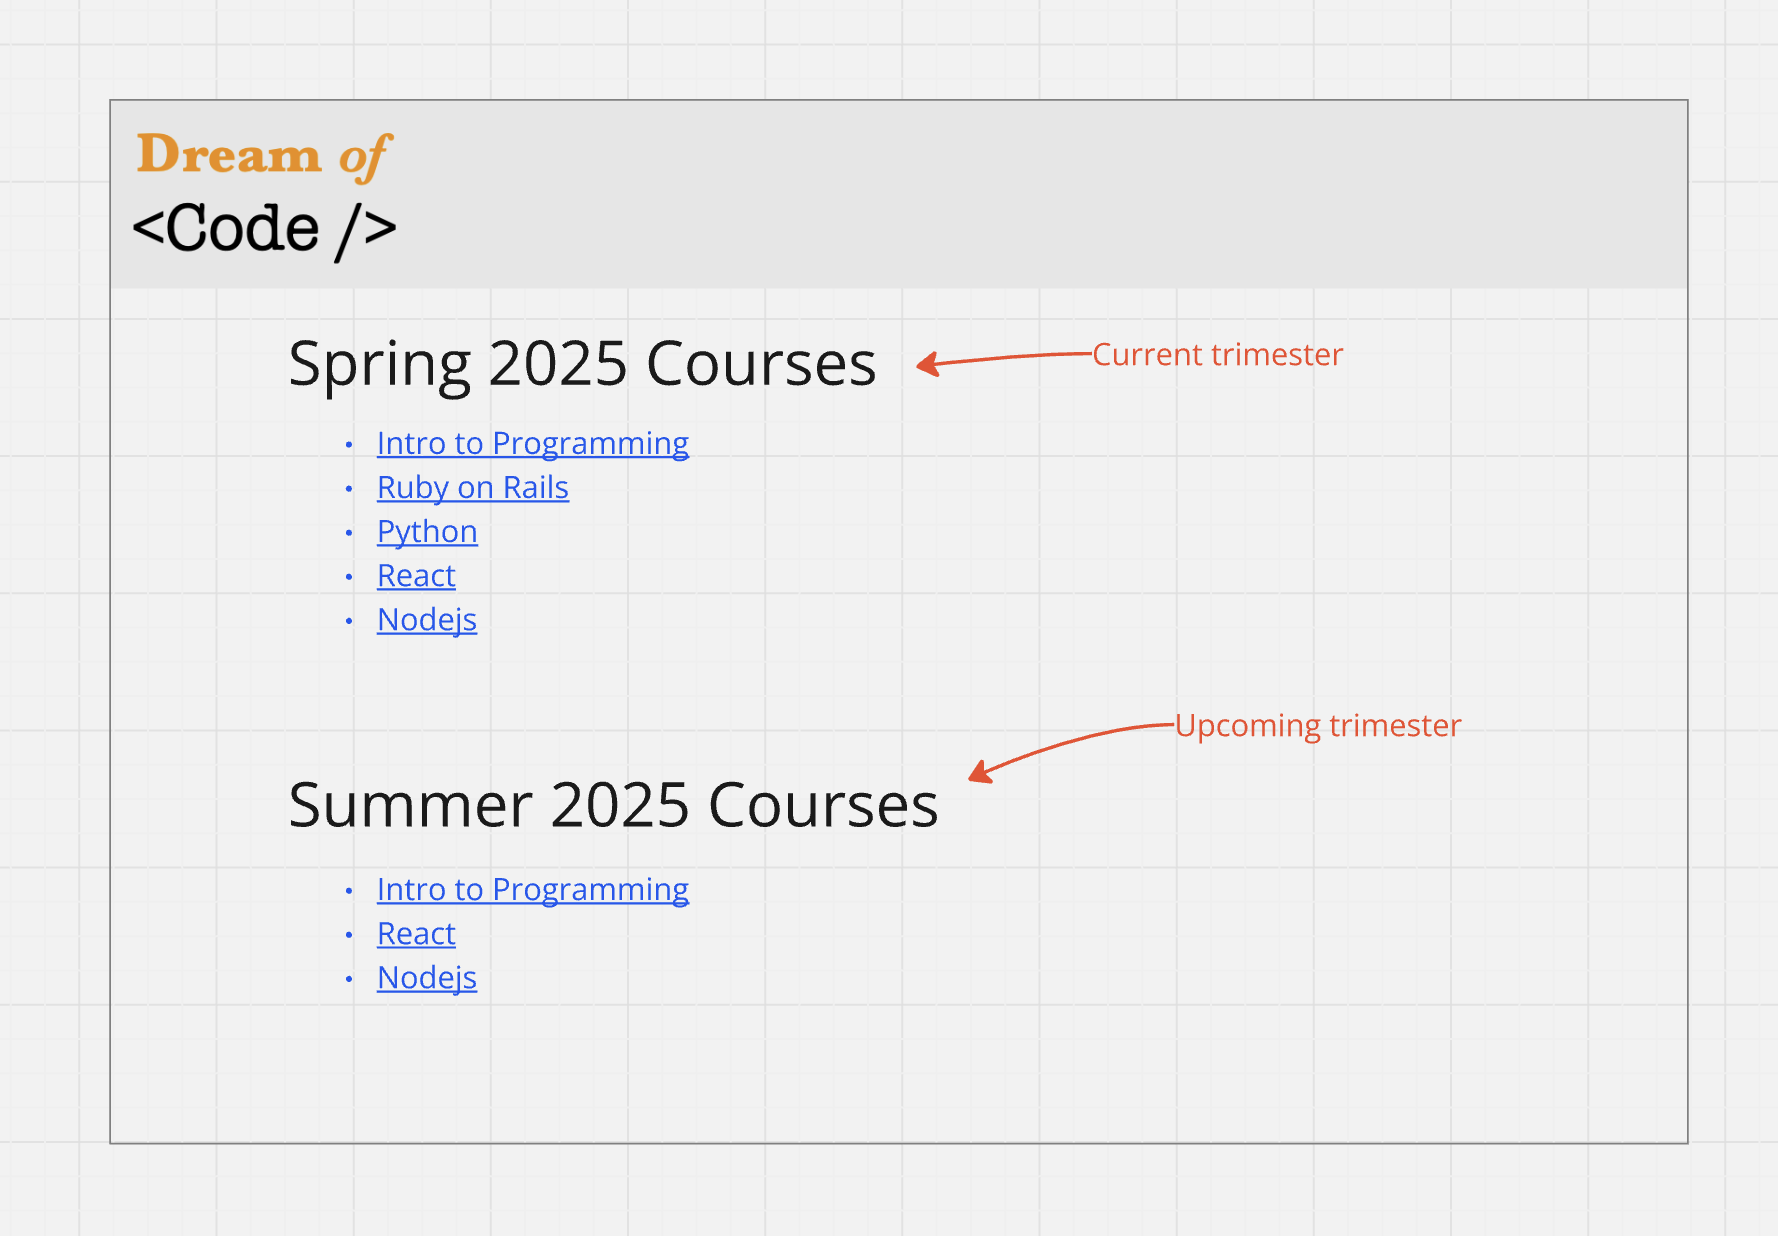 Dream of
<Code />
Spring 2025 Courses
Current trimester
• Intro to Programming
• Ruby on Rails
• Python
• React
• Nodejs
Upcoming trimester
Summer 2025 Courses
• Intro to Programming
• React
• Nodejs